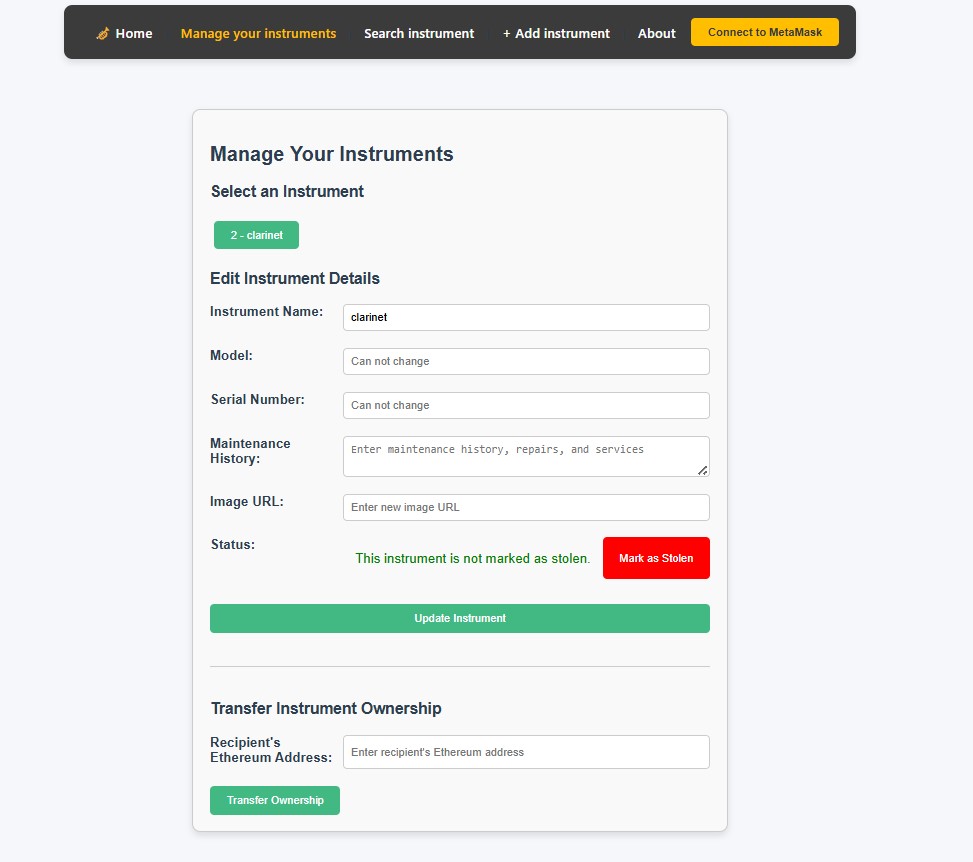 Home Manage your instruments Search instrument + Add instrument About Connect to MetaMask
Manage Your Instruments
Select an Instrument
2 - clarinet
Edit Instrument Details
Instrument Name: clarinet
Model: Can not change
Serial Number: Can not change
Maintenance
History:
Enter maintenance history, repairs, and services
Image URL: Enter new image URL
Status:
This instrument is not marked as stolen. Mark as Stolen
Update Instrument
Transfer Instrument Ownership
Recipient's
Ethereum Address:
Enter recipient's Ethereum address
Transfer Ownership